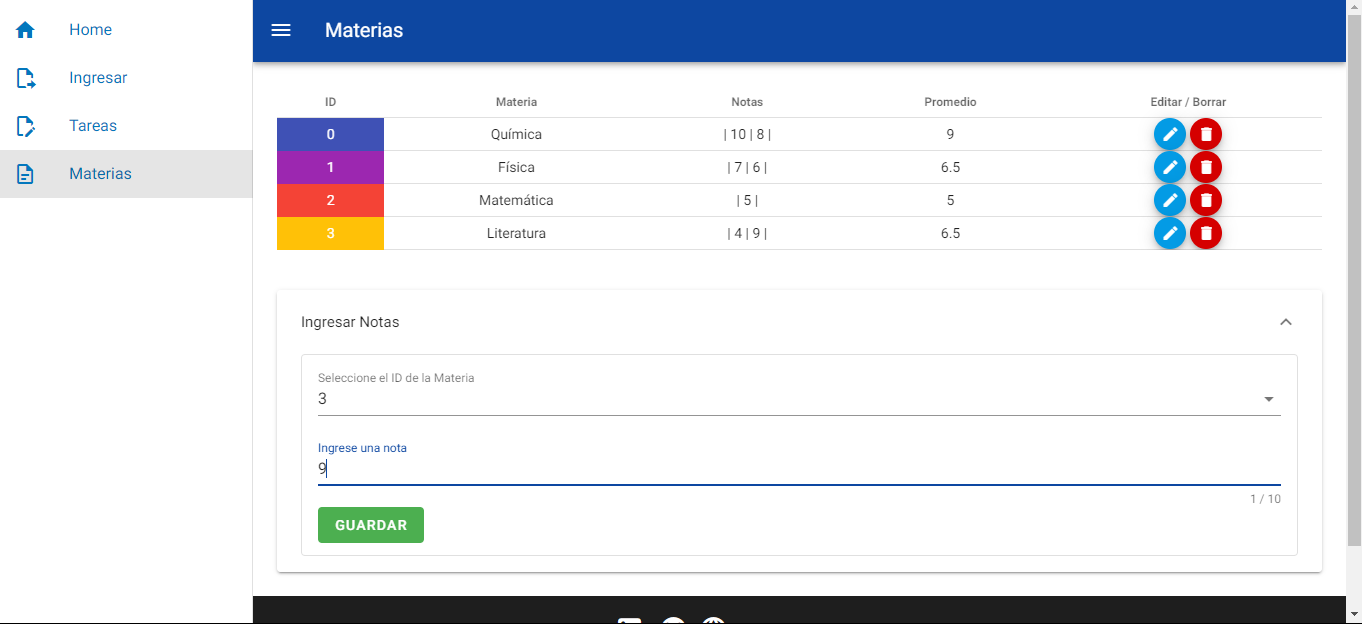 Home
Ingresar
Tareas
Materias
Materias
ID Materia Notas Promedio Editar / Borrar
0 Química | 10 | 8 | 9
1 Física | 7 | 6 | 6.5
2 Matemática | 5 | 5
3 Literatura | 4 | 9 | 6.5
Ingresar Notas
Seleccione el ID de la Materia
3
Ingrese una nota
9
1 / 10
GUARDAR